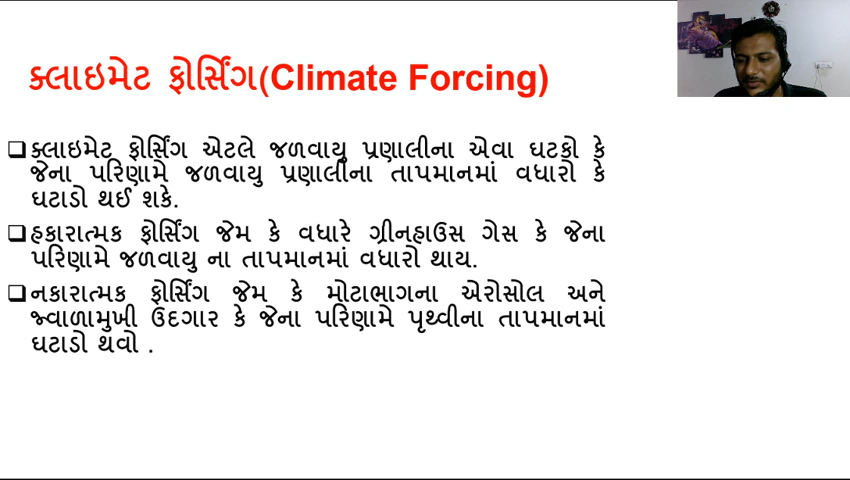 ક્લાઇમેટ ફોર્સિંગ(Climate Forcing)
❑ક્લાઇમેટ ફોર્સિંગ એટલે જળવાયુ પ્રણાલીના એવા ઘટકો કે
જેના પરિણામે જળવાયુ પ્રણાલીના તાપમાનમાં વધારો કે
ઘટાડો થઈ શકે.
❑હકારાત્મક ફોર્સિંગ જેમ કે વધારે ગ્રીનહાઉસ ગેસ કે જેના
પરિણામે જળવાયુ ના તાપમાનમાં વધારો થાય.
❑નકારાત્મક ફોર્સિંગ જેમ કે મોટાભાગના એરોસોલ અને
જ્વાળામુખી ઉદગાર કે જેના પરિણામે પૃથ્વીના તાપમાનમાં
ઘટાડો થવો .